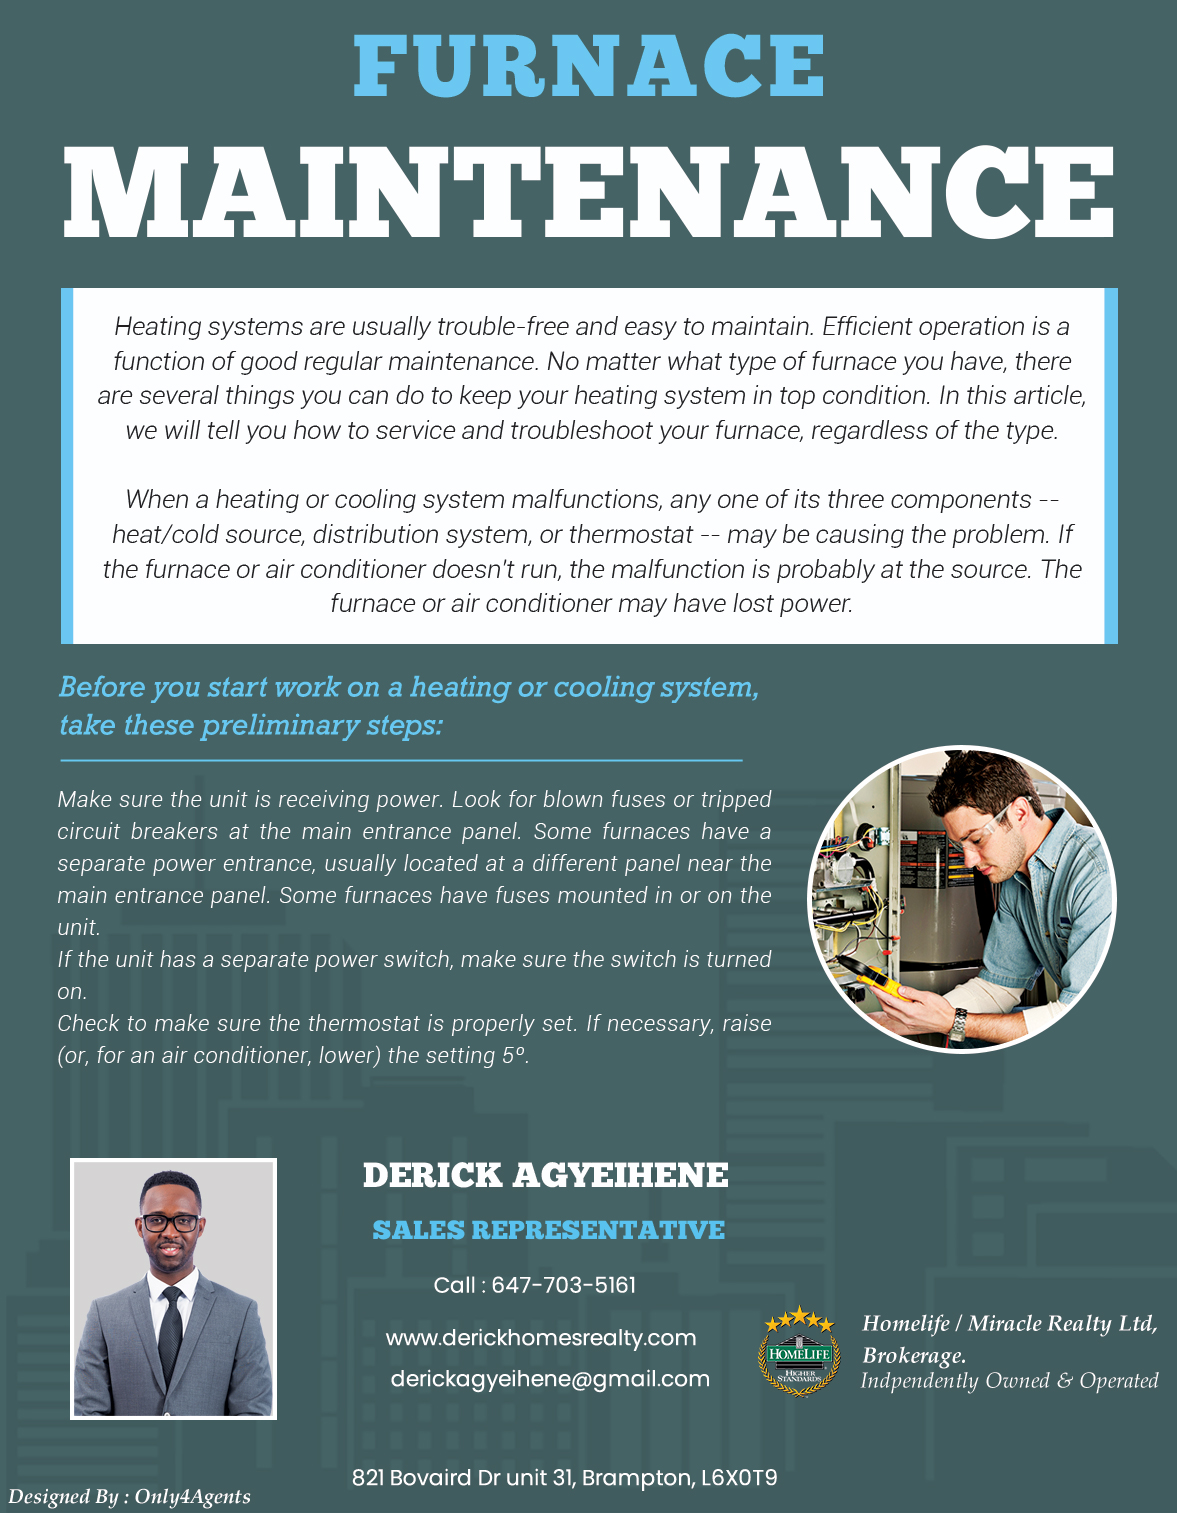 FURNACE
MAINTENANCE
Heating systems are usually trouble-free and easy to maintain. Efficient operation is a
function of good regular maintenance. No matter what type of furnace you have, there
are several things you can do to keep your heating system in top condition. In this article,
we will tell you how to service and troubleshoot your furnace, regardless of the type.
When a heating or cooling system malfunctions, any one of its three components --
heat/cold source, distribution system, or thermostat -- may be causing the problem. If
the furnace or air conditioner doesn't run, the malfunction is probably at the source. The
furnace or air conditioner may have lost power.
Before you start work on a heating or cooling system,
take these preliminary steps:
Make sure the unit is receiving power. Look for blown fuses or tripped
circuit breakers at the main entrance panel. Some furnaces have a
separate power entrance, usually located at a different panel near the
main entrance panel. Some furnaces have fuses mounted in or on the
unit.
If the unit has a separate power switch, make sure the switch is turned
on.
Check to make sure the thermostat is properly set. If necessary, raise
(or, for an air conditioner, lower) the setting 5º.
DERICK AGYEIHENE
SALES REPRESENTATIVE
Call : 647-703-5161
www.derickhomesrealty.com
derickagyeihene@gmail.com
HOMELIFE
HIGHER
STANDARDS
Homelife / Miracle Realty Ltd,
Brokerage.
Indpendently Owned & Operated
821 Bovaird Dr unit 31, Brampton, L6X0T9
Designed By : Only4Agents